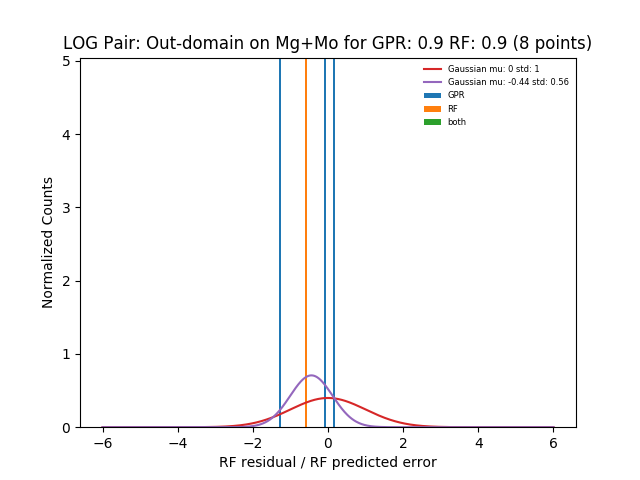 LOG Pair: Out-domain on Mg+Mo for GPR: 0.9 RF: 0.9 (8 points)
Gaussian mu: 0 std: 1
Gaussian mu: -0.44 std: 0.56
GPR
RF
both
Normalized Counts
5
4
3
2
1
0
−6 −4 −2 0 2 4 6
RF residual / RF predicted error